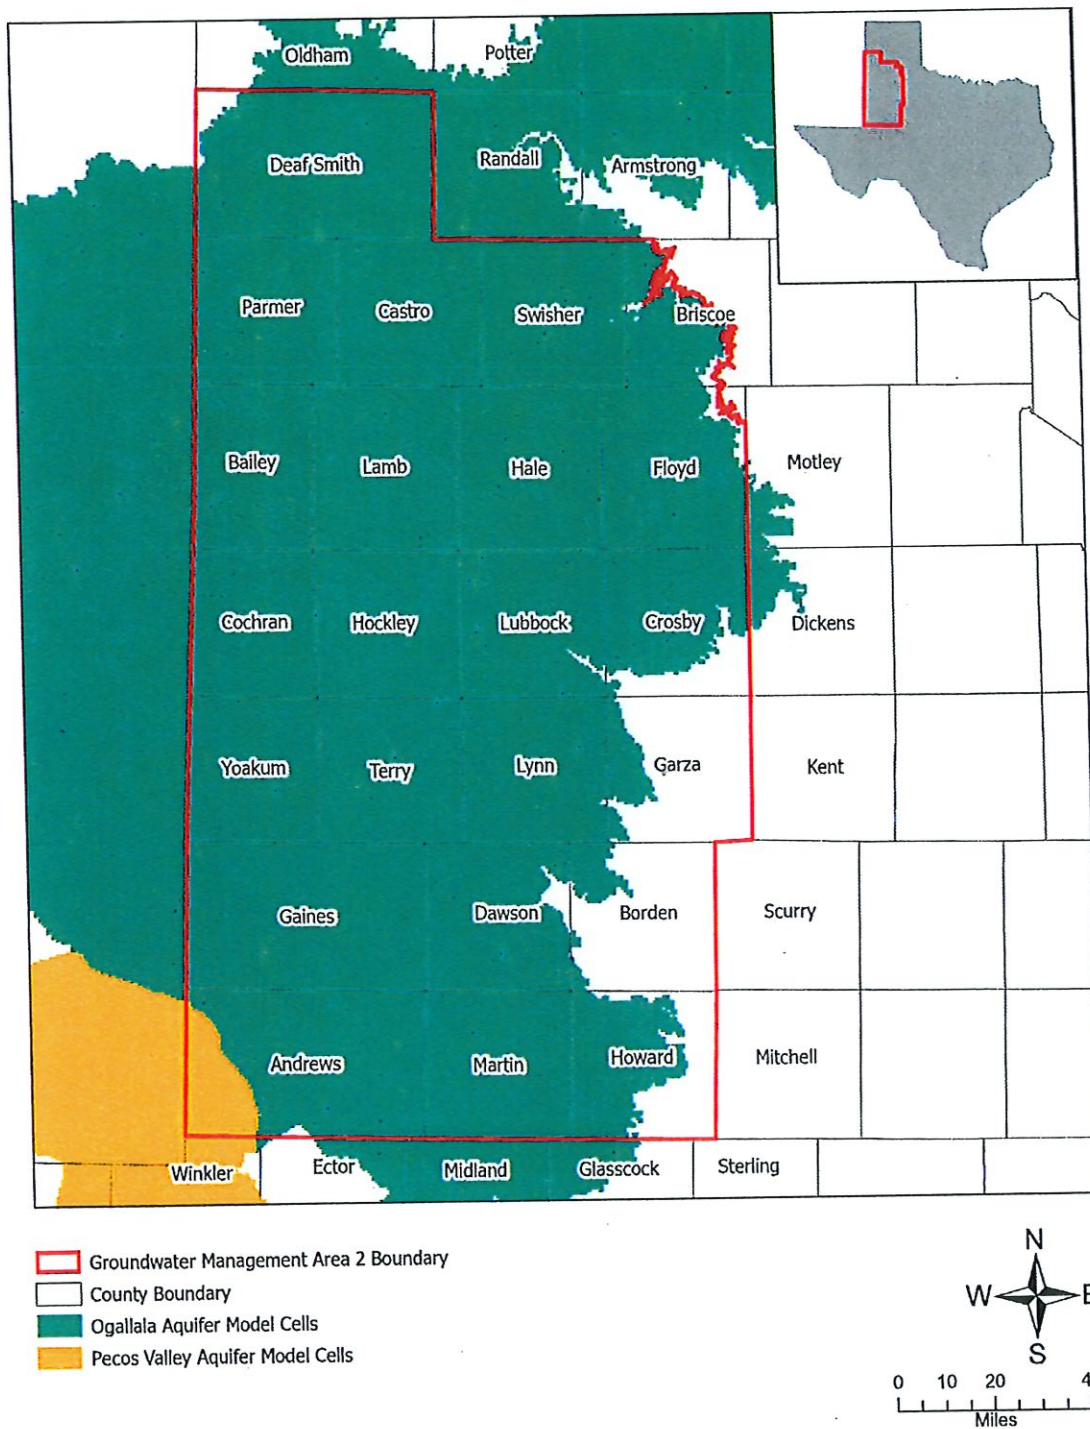 Oldham Potter
Deaf Smith Randall Armstrong
Parmer Castro Swisher Briscoe
Bailey Lamb Hale Floyd Motley
Cochran Hockley Lubbock Crosby Dickens
Yoakum Terry Lynn Garza Kent
Gaines Dawson Borden Scurry
Andrews Martin Howard Mitchell
Winkler Ector Midland Glasscock Sterling
Groundwater Management Area 2 Boundary
County Boundary
Ogallala Aquifer Model Cells
Pecos Valley Aquifer Model Cells
N
W E
S
0 10 20 4
Miles